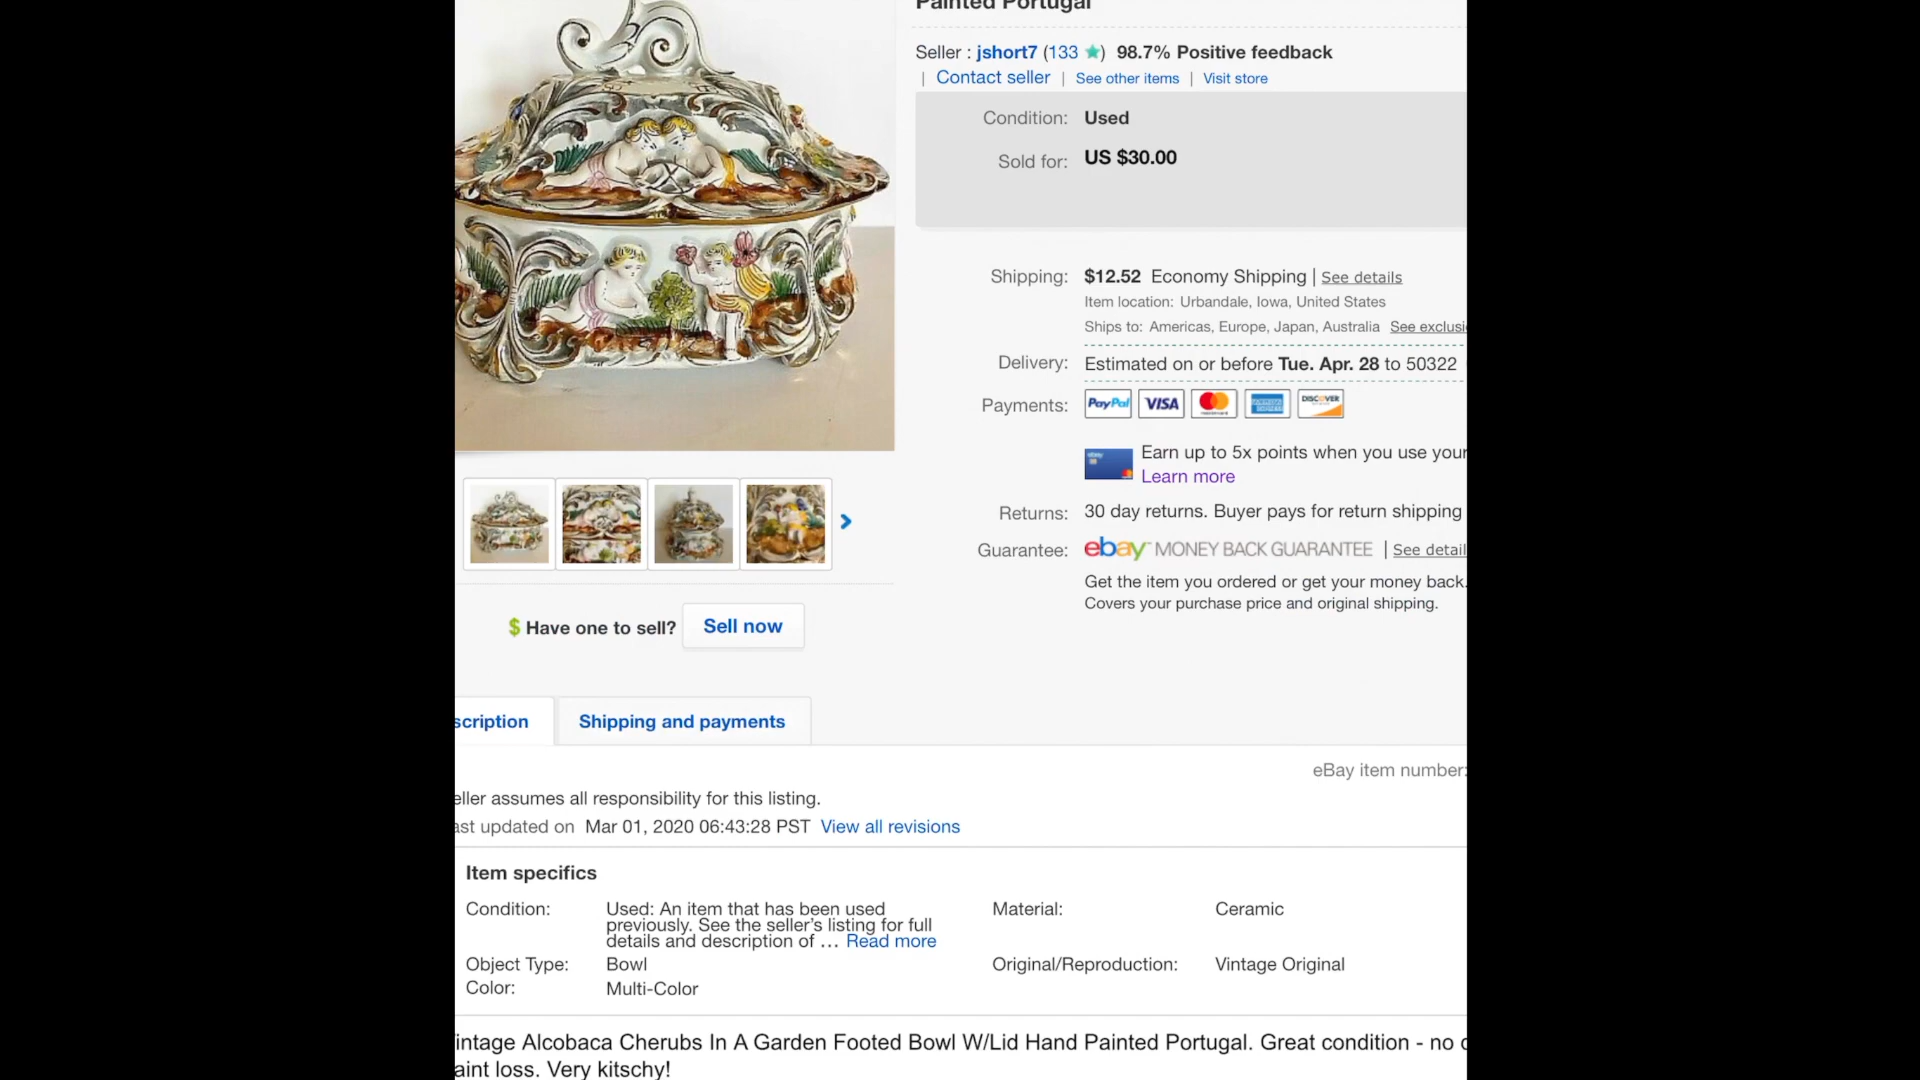 Painted Portugal
Seller : jshort7 (133 ★) 98.7% Positive feedback
| Contact seller | See other items | Visit store
Condition: Used
Sold for: US $30.00
Shipping: $12.52 Economy Shipping | See details
Item location: Urbandale, Iowa, United States
Ships to: Americas, Europe, Japan, Australia See exclusi
Delivery: Estimated on or before Tue. Apr. 28 to 50322
Payments: PayPal VISA DISCOVER
Earn up to 5x points when you use your
Learn more
Returns: 30 day returns. Buyer pays for return shipping
Guarantee: ebay MONEY BACK GUARANTEE | See detail
Get the item you ordered or get your money back.
Covers your purchase price and original shipping.
$ Have one to sell? Sell now
scription Shipping and payments
eBay item number:
eller assumes all responsibility for this listing.
ast updated on Mar 01, 2020 06:43:28 PST View all revisions
Item specifics
Condition: Used: An item that has been used previously. See the seller's listing for full details and description of ... Read more
Material: Ceramic
Object Type: Bowl
Original/Reproduction: Vintage Original
Color: Multi-Color
intage Alcobaca Cherubs In A Garden Footed Bowl W/Lid Hand Painted Portugal. Great condition - no
aint loss. Very kitschy!